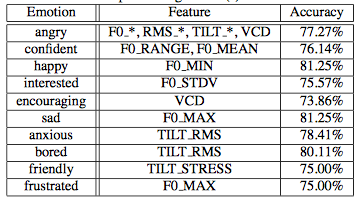 Emotion Feature Accuracy
angry F0_*, RMS_*, TILT_*, VCD 77.27%
confident F0_RANGE, F0_MEAN 76.14%
happy F0_MIN 81.25%
interested F0_STDV 75.57%
encouraging VCD 73.86%
sad F0_MAX 81.25%
anxious TILT_RMS 78.41%
bored TILT_RMS 80.11%
friendly TILT_STRESS 75.00%
frustrated F0_MAX 75.00%